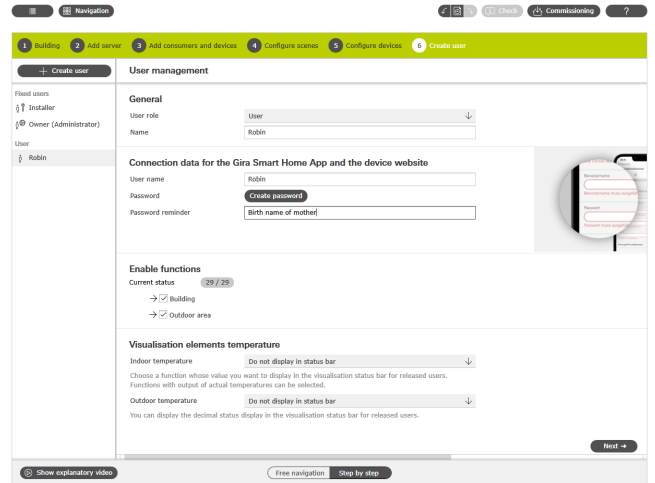 Navigation
Check
Commissioning
?
1 Building 2 Add server 3 Add consumers and devices 4 Configure scenes 5 Configure devices 6 Create user
+ Create user
User management
Fixed users
Installer
Owner (Administrator)
User
Robin
General
User role User
Name Robin
Connection data for the Gira Smart Home App and the device website
User name Robin
Password Create password
Password reminder Birth name of mother
Benutzername
Passwort
Enable functions
Current status 29 / 29
Building
Outdoor area
Visualisation elements temperature
Indoor temperature Do not display in status bar
Choose a function whose value you want to display in the visualisation status bar for released users.
Functions with output of actual temperatures can be selected.
Outdoor temperature Do not display in status bar
You can display the decimal status display in the visualisation status bar for released users.
Next →
Show explanatory video
Free navigation Step by step